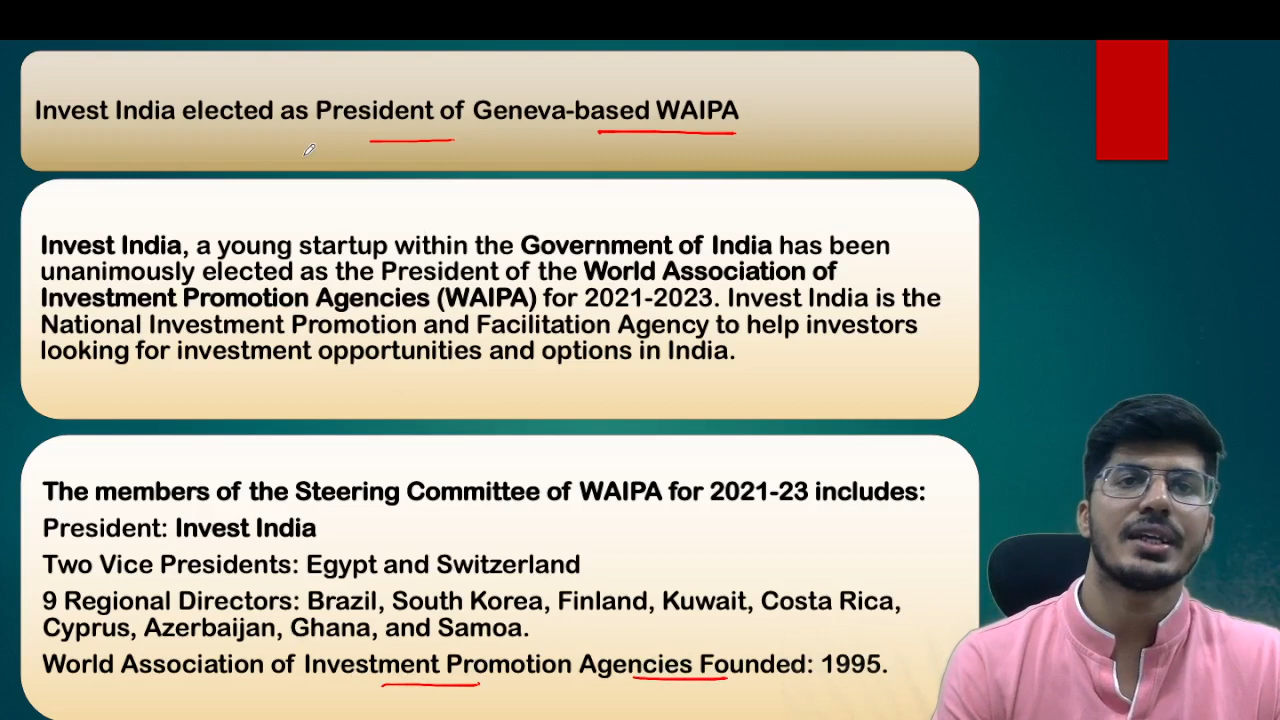 Invest India elected as President of Geneva-based WAIPA
Invest India, a young startup within the Government of India has been
unanimously elected as the President of the World Association of
Investment Promotion Agencies (WAIPA) for 2021-2023. Invest India is the
National Investment Promotion and Facilitation Agency to help investors
looking for investment opportunities and options in India.
The members of the Steering Committee of WAIPA for 2021-23 includes:
President: Invest India
Two Vice Presidents: Egypt and Switzerland
9 Regional Directors: Brazil, South Korea, Finland, Kuwait, Costa Rica,
Cyprus, Azerbaijan, Ghana, and Samoa.
World Association of Investment Promotion Agencies Founded: 1995.